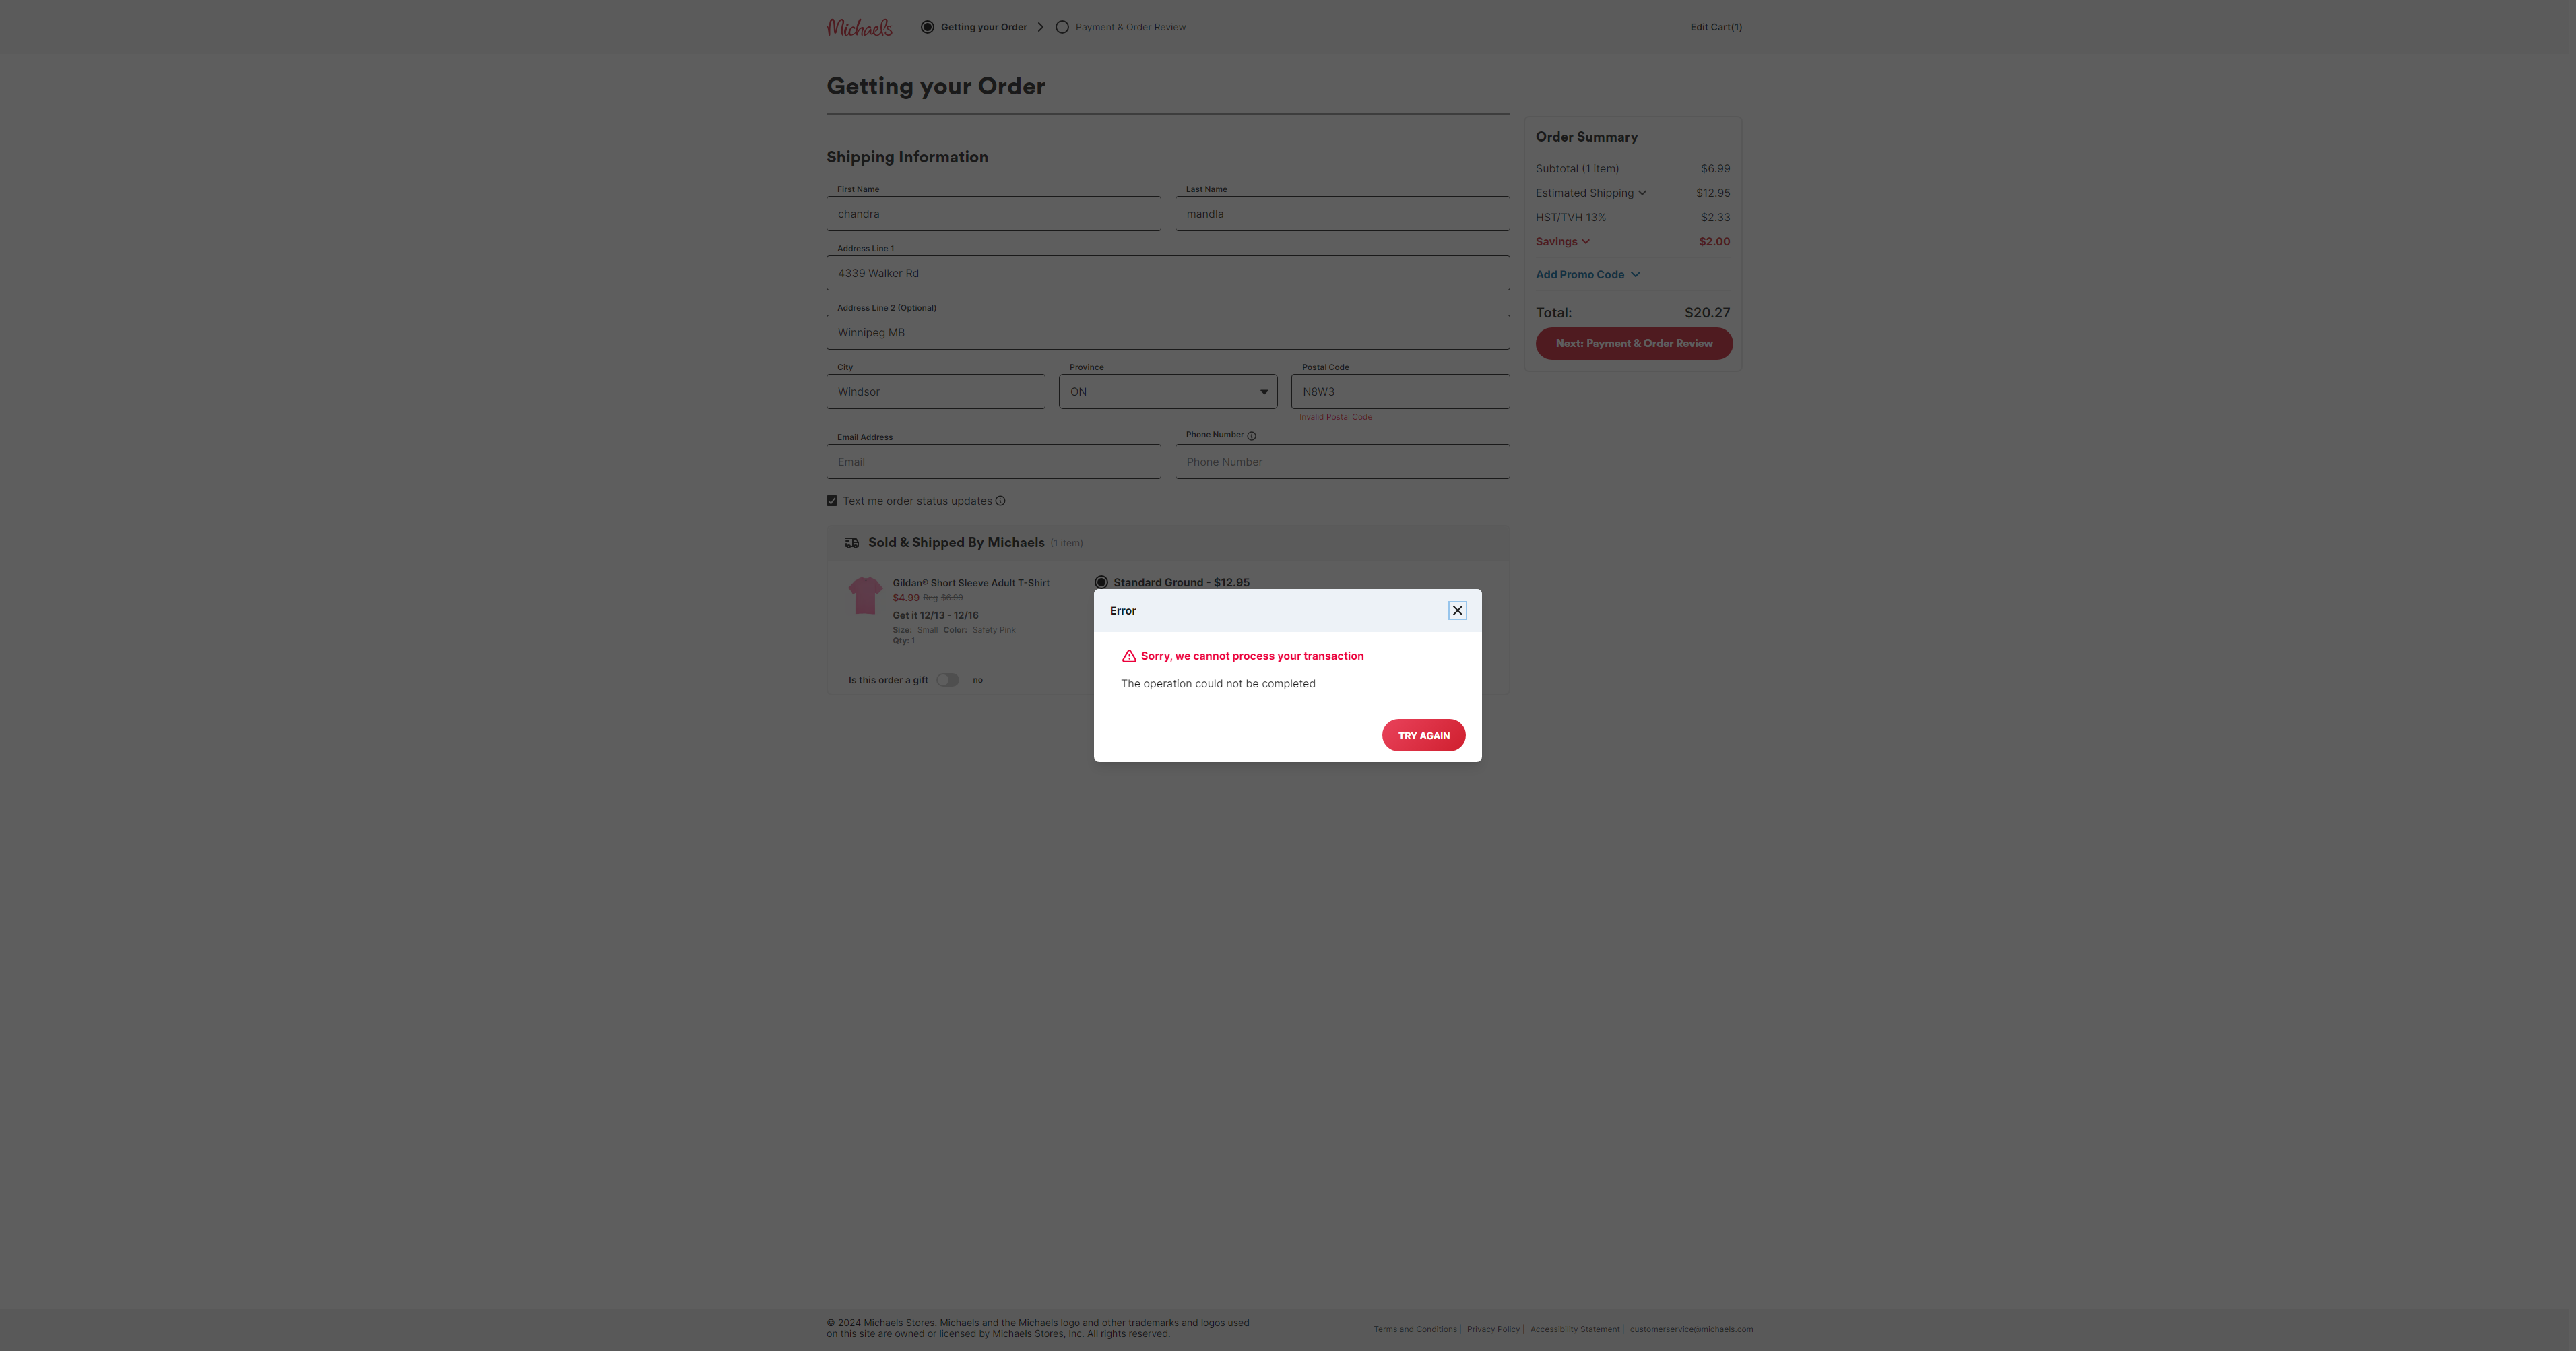 Michaels
Getting your Order
Payment & Order Review
Edit Cart(1)
Getting your Order
Shipping Information
First Name
Last Name
chandra
mandia
Address Line 1
4339 Walker Rd
Address Line 2 (Optional)
Winnipeg MB
City
Province
Postal Code
Windsor
ON
N8W3
Invalid Postal Code
Email Address
Phone Number
Email
Phone Number
Text me order status updates
Order Summary
Subtotal (1 item) $6.99
Estimated Shipping $12.95
HST/TVH 13% $2.33
Savings $2.00
Add Promo Code
Total: $20.27
Next: Payment & Order Review
Sold & Shipped By Michaels (1 item)
Gildan® Short Sleeve Adult T-Shirt
$4.99 Reg $6.99
Get it 12/13 - 12/16
Size: Small Color: Safety Pink
Qty: 1
Standard Ground - $12.95
Is this order a gift no
Error
Sorry, we cannot process your transaction
The operation could not be completed
TRY AGAIN
© 2024 Michaels Stores. Michaels and the Michaels logo and other trademarks and logos used
on this site are owned or licensed by Michaels Stores, Inc. All rights reserved.
Terms and Conditions | Privacy Policy | Accessibility Statement | customerservice@michaels.com